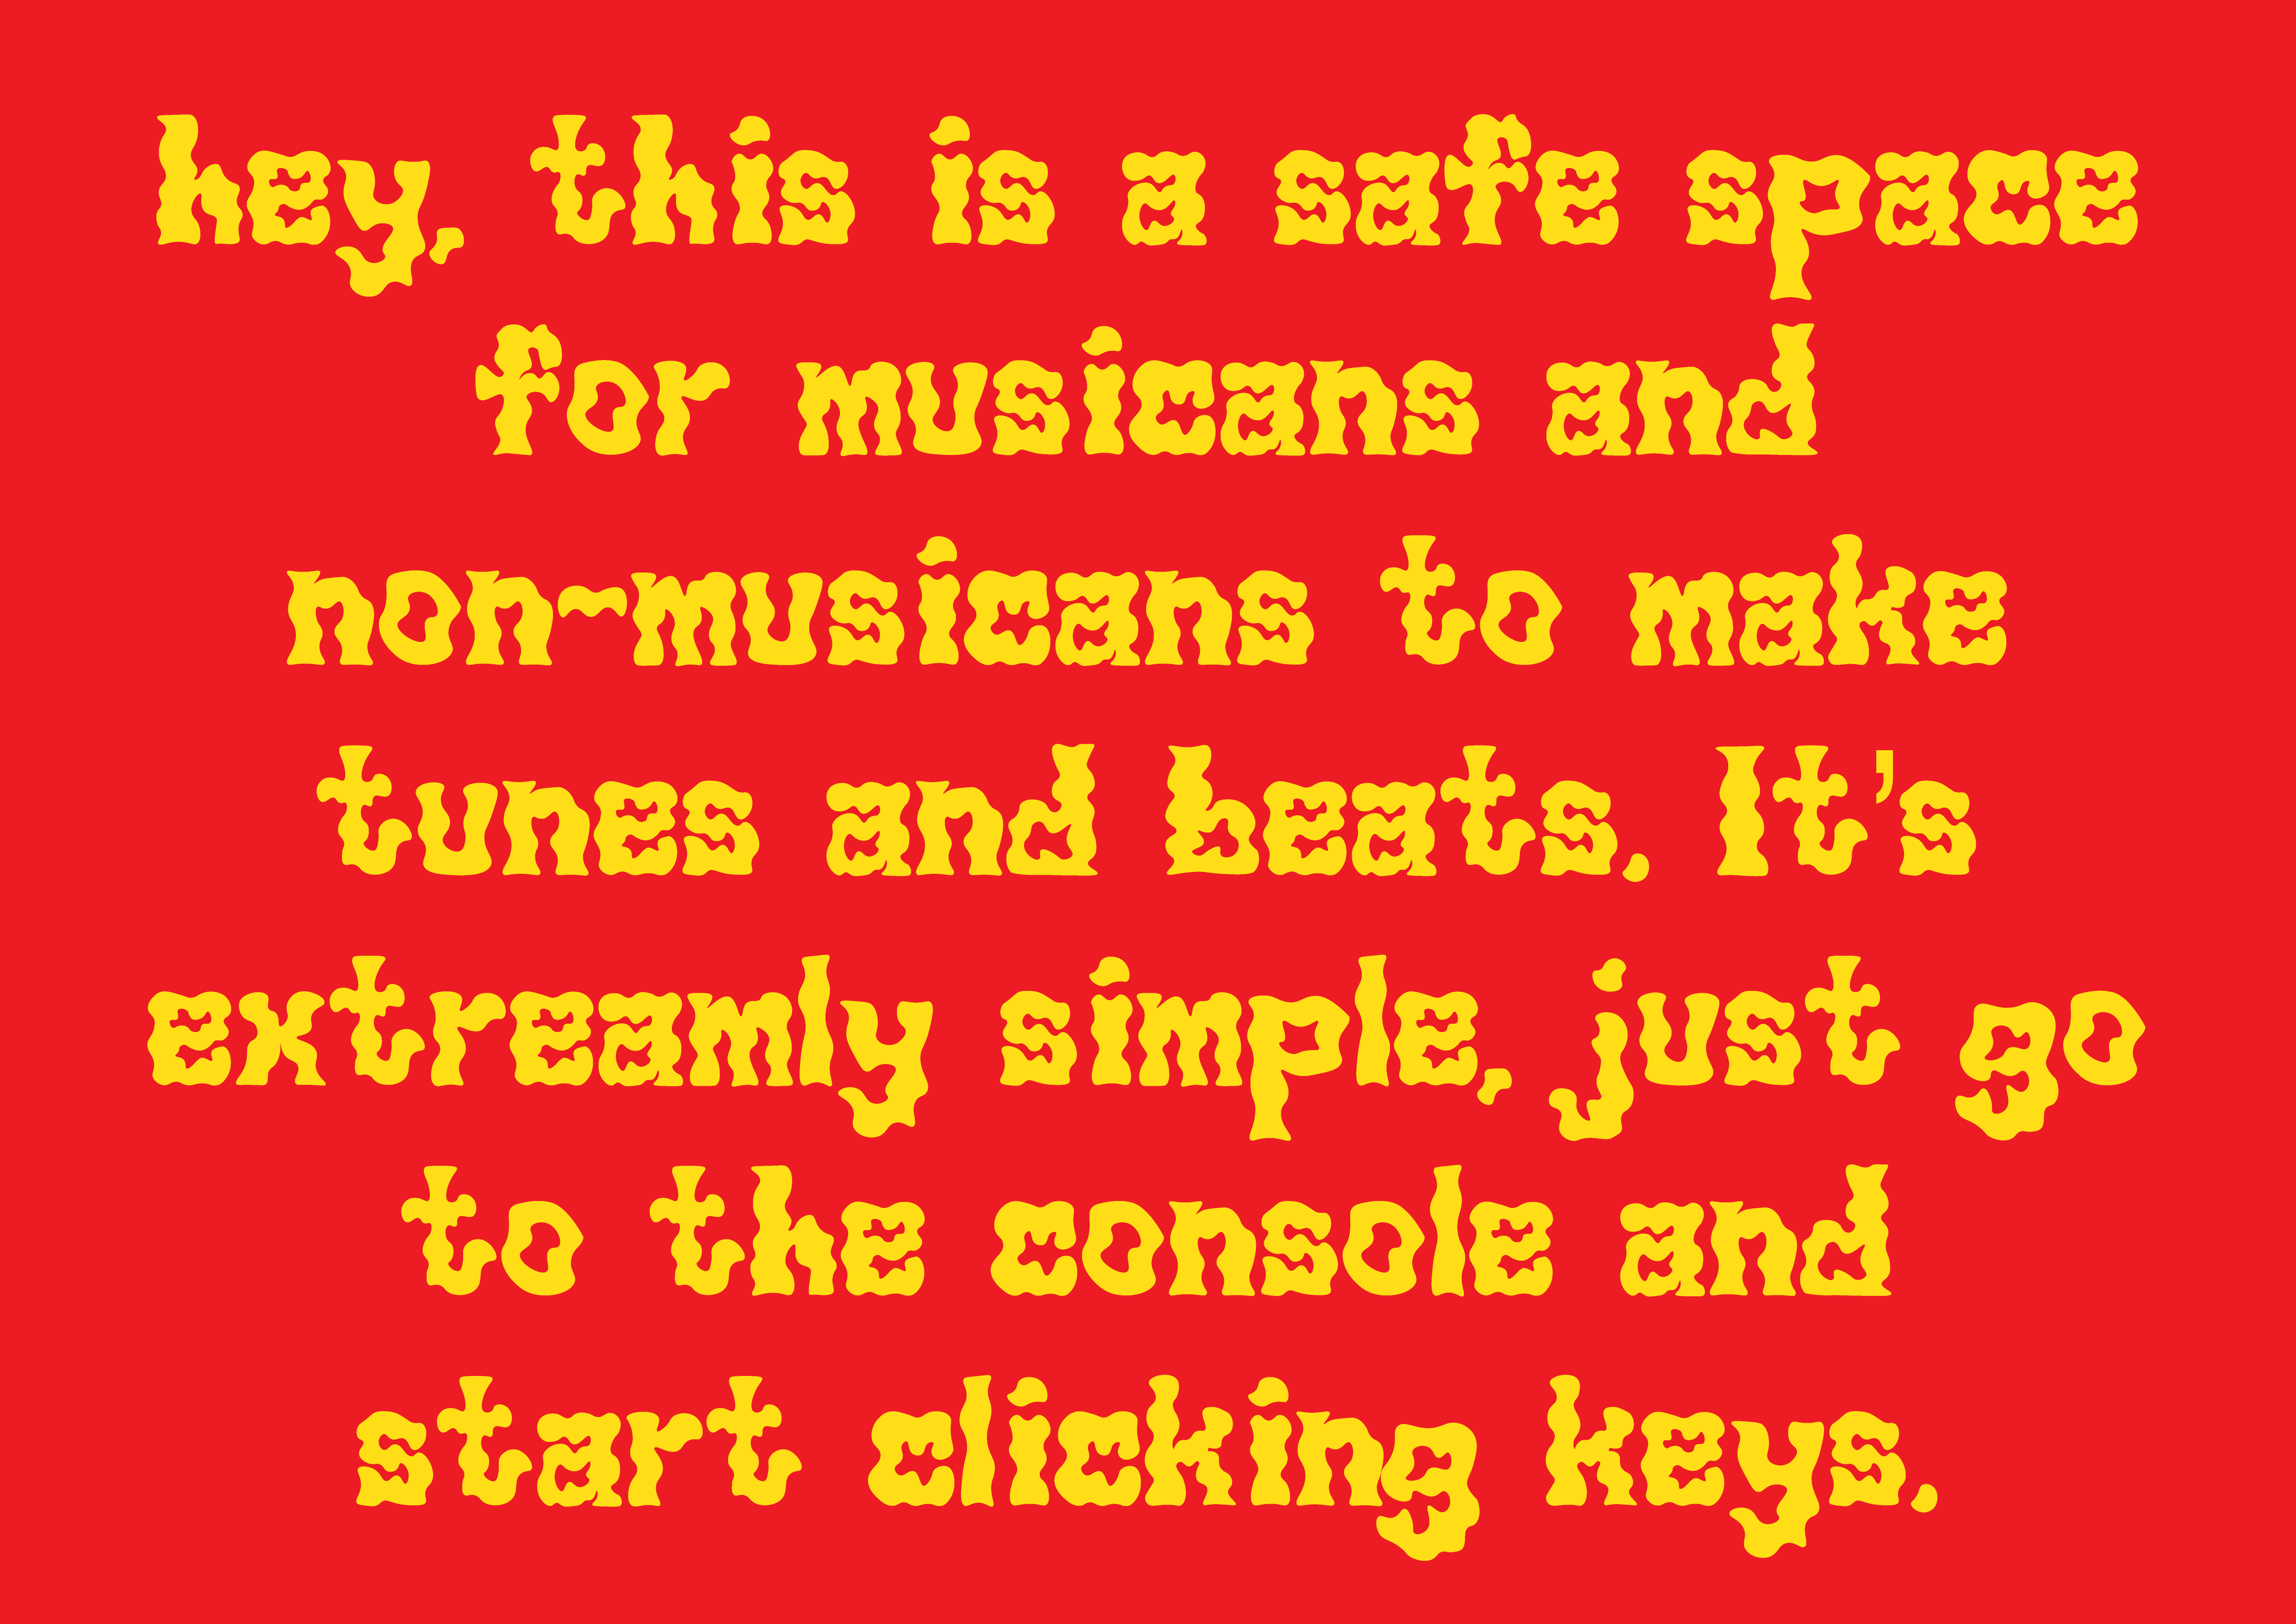 hey, this is a safe space
for musicans and
non-musicans to make
tunes and beats. It's
extreamly simple, just go
to the console and
start clicking keys.